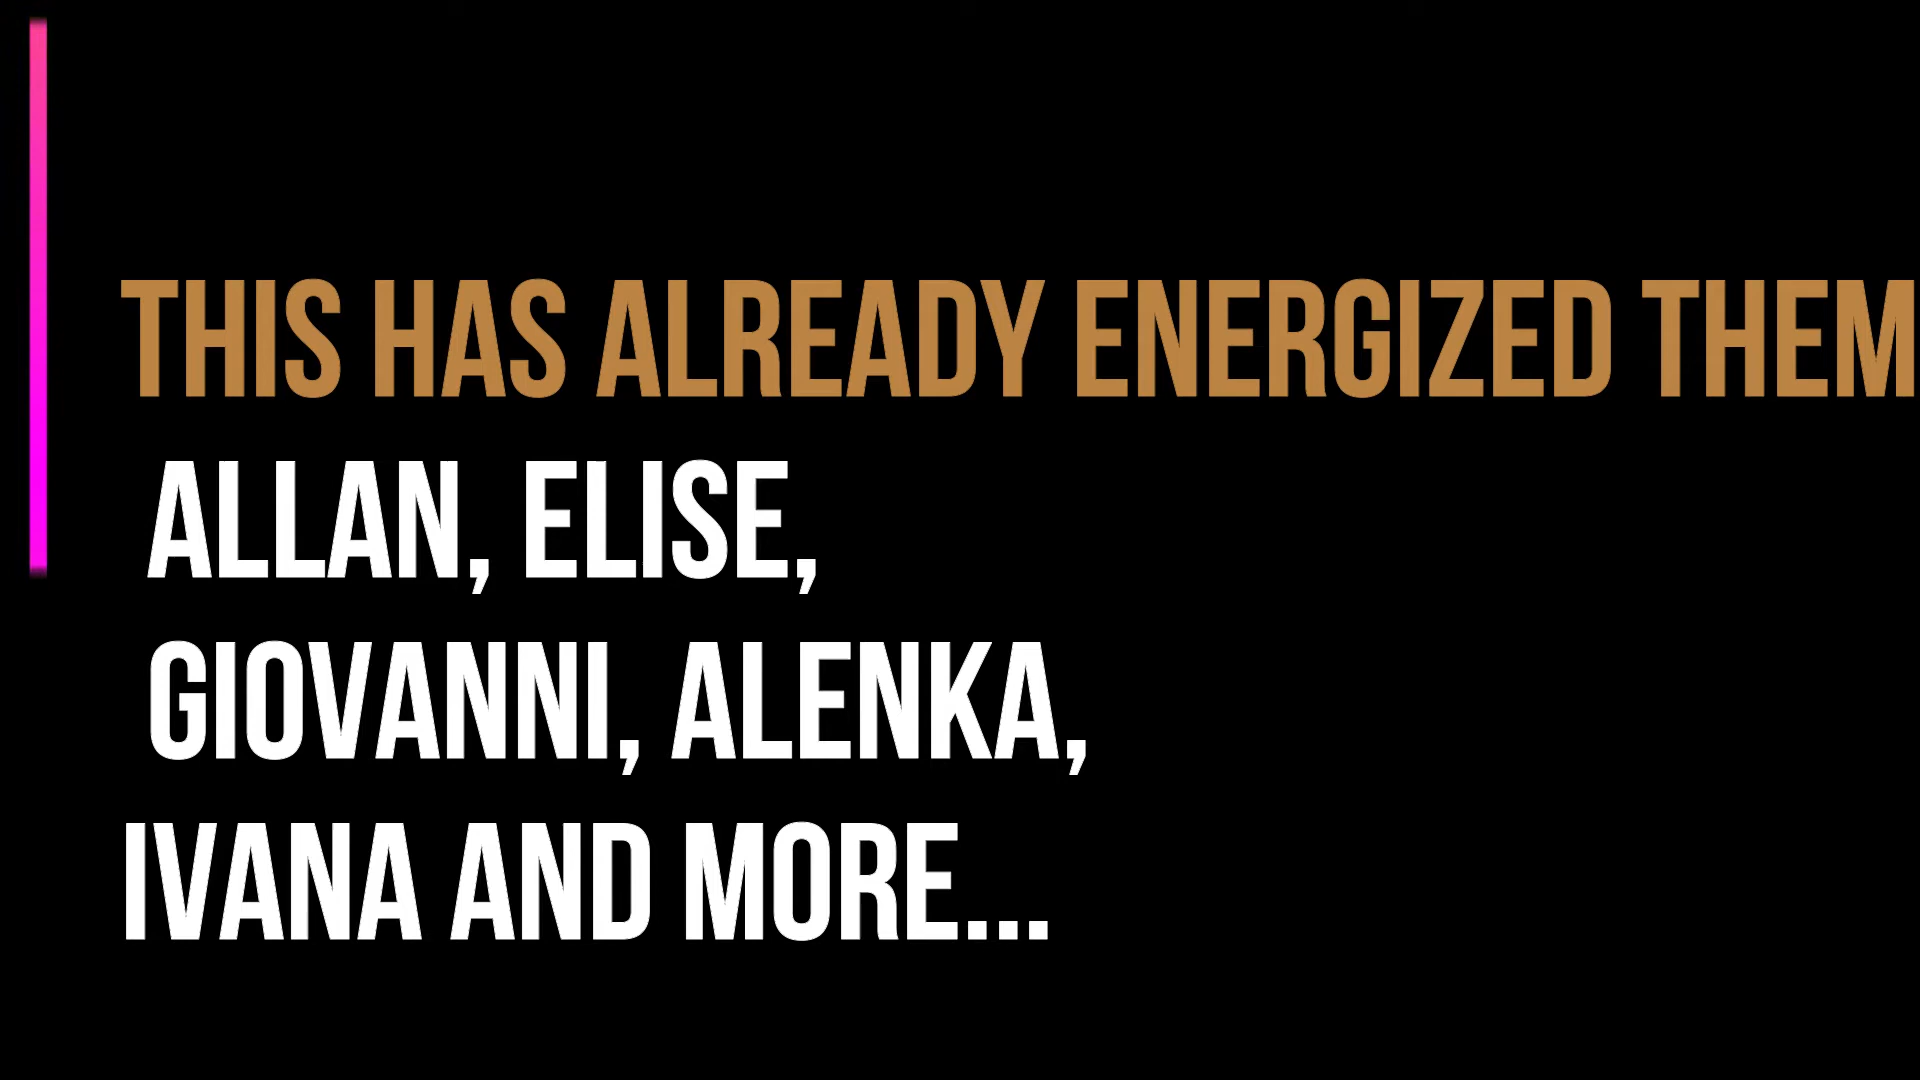 THIS HAS ALREADY ENERGIZED THEM
ALLAN, ELISE,
GIOVANNI, ALENKA,
IVANA AND MORE...